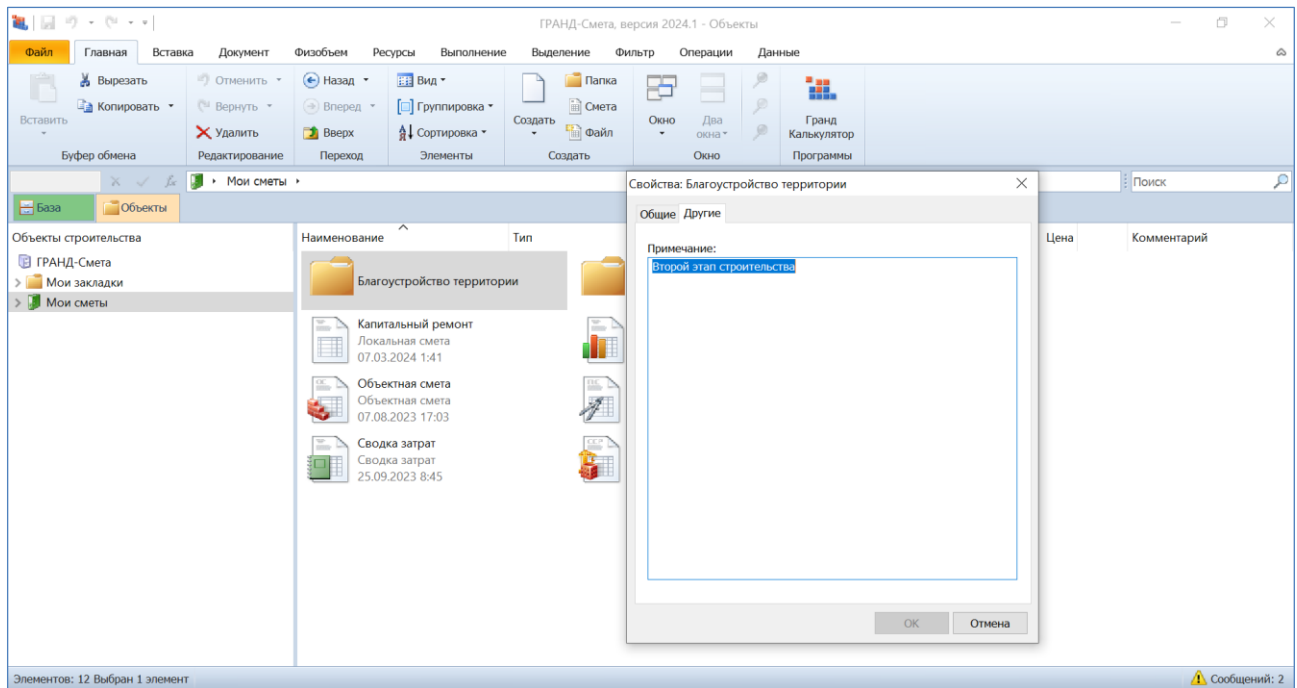 ГРАНД-Смета, версия 2024.1 - Объекты
Файл Главная Вставка Документ Физобъем Ресурсы Выполнение Выделение Фильтр Операции Данные
Вставить
Вырезать
Копировать
Буфер обмена
Отменить
Вернуть
Удалить
Редактирование
Назад
Вперед
Вверх
Переход
Вид
Группировка
Сортировка
Элементы
Создать
Папка
Смета
Файл
Создать
Окно
Два
окна
Окно
Гранд
Калькулятор
Программы
fx
Мои сметы
Поиск
База
Объекты
Объекты строительства
ГРАНД-Смета
Мои закладки
Мои сметы
Наименование Тип Цена Комментарий
Благоустройство территории
Капитальный ремонт
Локальная смета
07.03.2024 1:41
Объектная смета
Объектная смета
07.08.2023 17:03
Сводка затрат
Сводка затрат
25.09.2023 8:45
Свойства: Благоустройство территории
Общие Другие
Примечание:
Второй этап строительства
ОК Отмена
Элементов: 12 Выбран 1 элемент
Сообщений: 2